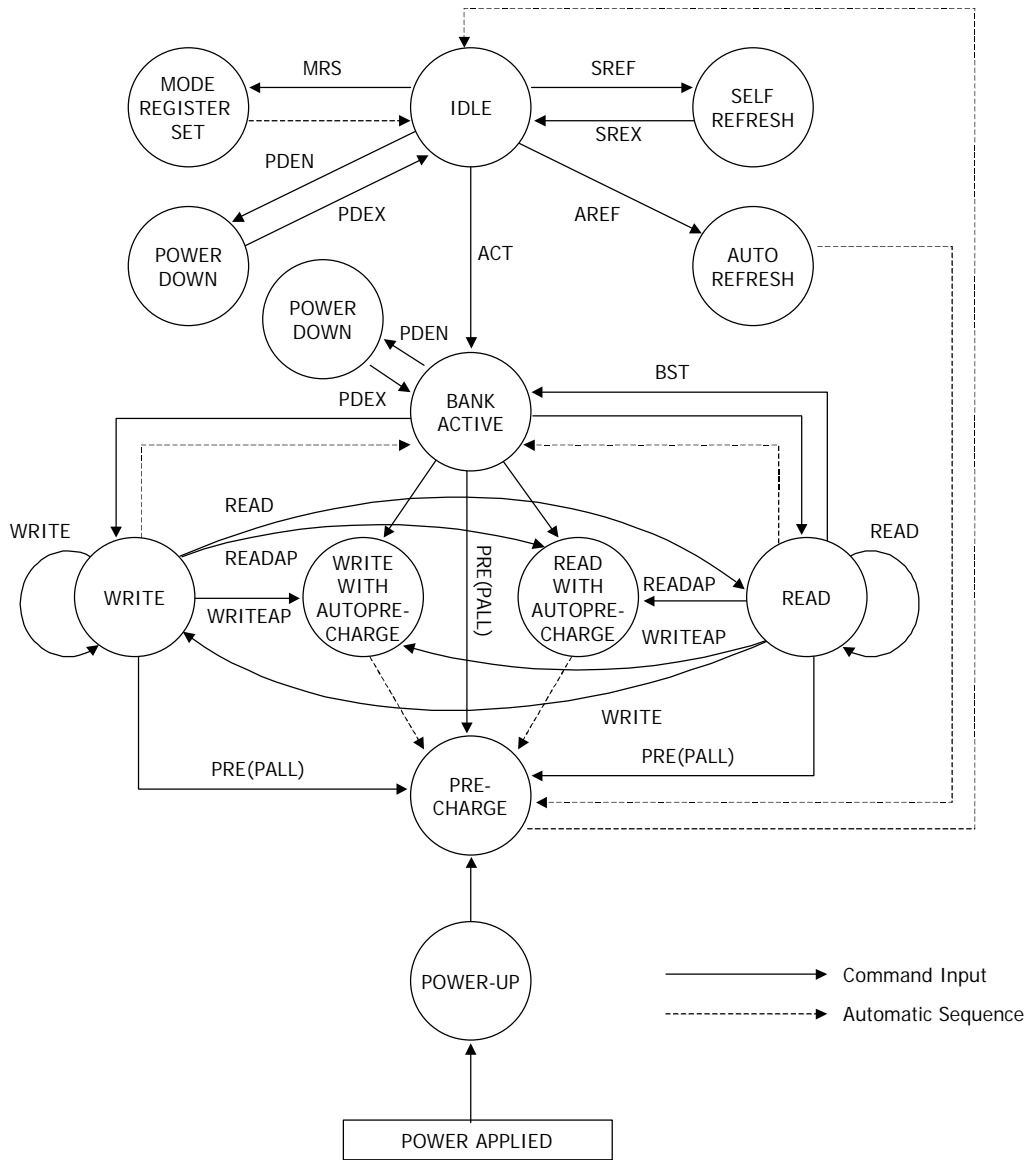 MRS
SREF
MODE
REGISTER
SET
IDLE
SELF
REFRESH
SREX
PDEN
PDEX
AREF
POWER
DOWN
ACT
AUTO
REFRESH
POWER
DOWN
PDEN
PDEX
BST
BANK
ACTIVE
READ
WRITE
READ
READAP
WRITE
WRITE
WITH
AUTOPRE-
CHARGE
PRE(PALL)
READ
WITH
AUTOPRE-
CHARGE
READAP
READ
WRITEAP
WRITEAP
WRITE
PRE(PALL)
PRE(PALL)
PRE-
CHARGE
POWER-UP
Command Input
Automatic Sequence
POWER APPLIED